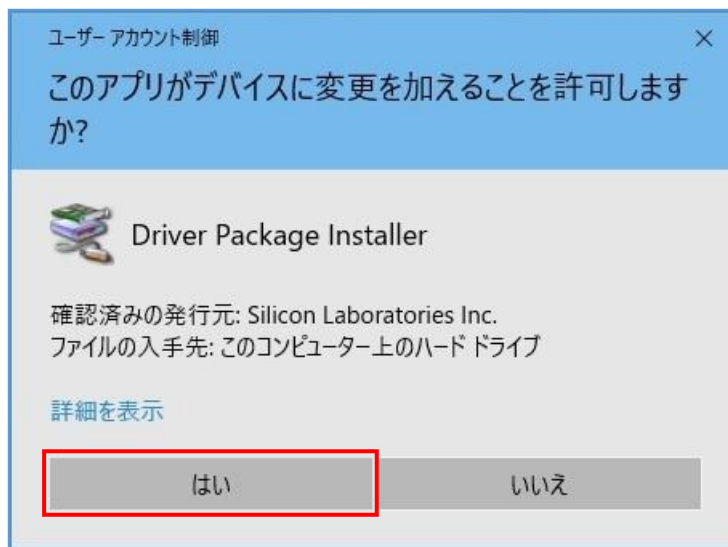 ユーザー アカウント制御
このアプリがデバイスに変更を加えることを許可します
か?
Driver Package Installer
確認済みの発行元: Silicon Laboratories Inc.
ファイルの入手先: このコンピューター上のハード ドライブ
詳細を表示
はい
いいえ